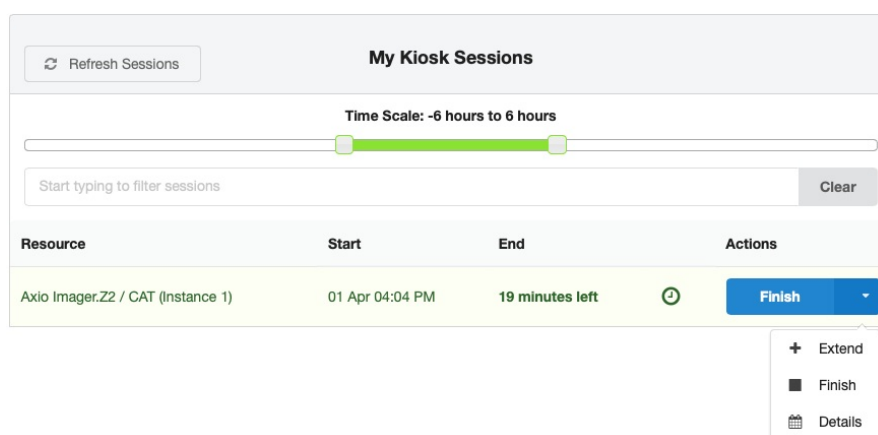 Refresh Sessions
My Kiosk Sessions
Time Scale: -6 hours to 6 hours
Start typing to filter sessions
Clear
Resource Start End Actions
Axio Imager.Z2 / CAT (Instance 1) 01 Apr 04:04 PM 19 minutes left Finish
Extend
Finish
Details